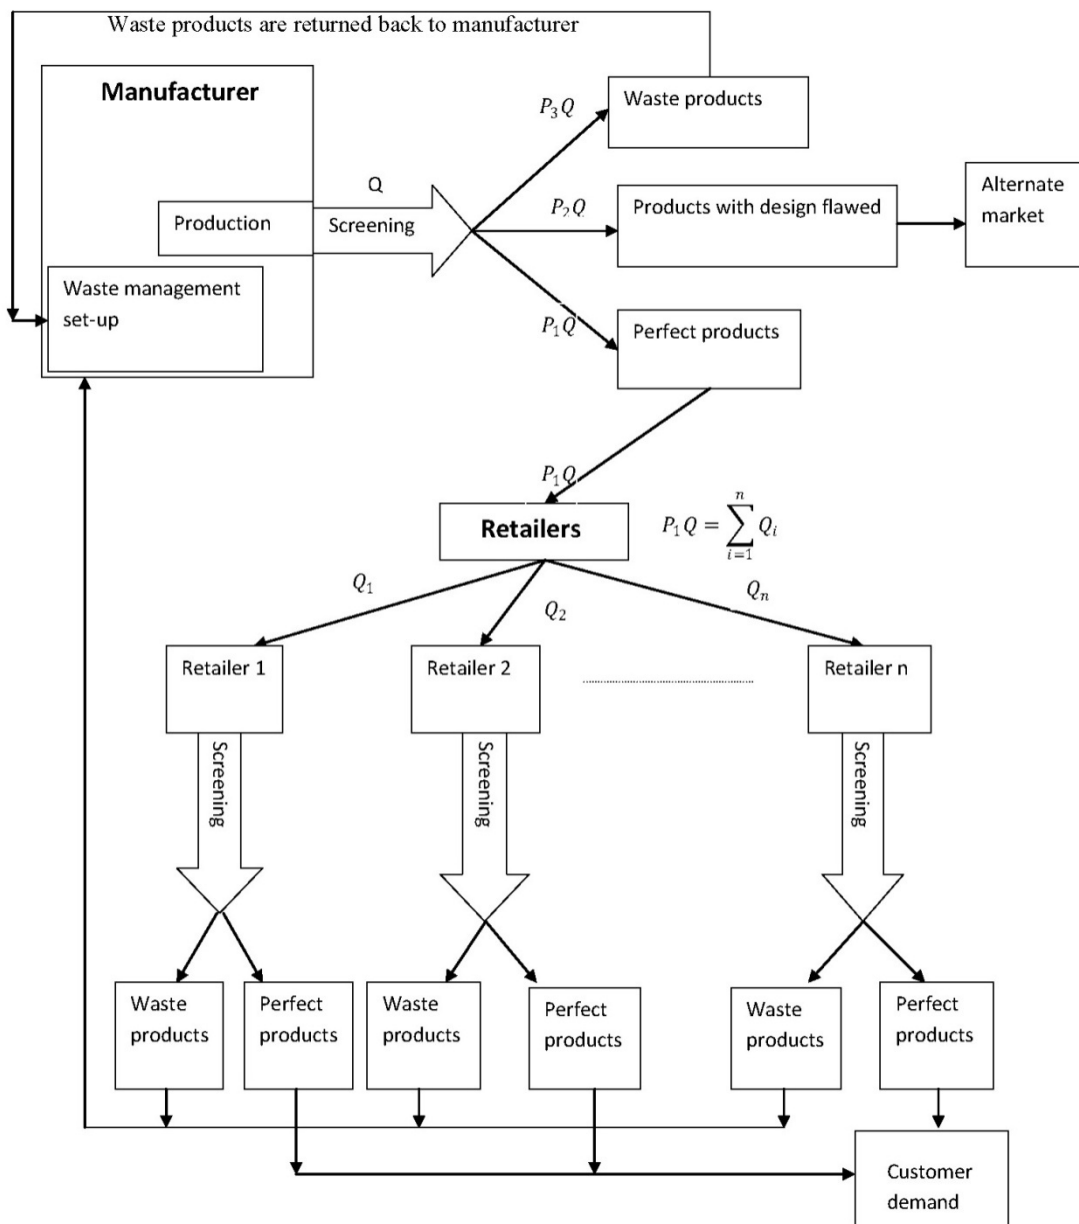 Waste products are returned back to manufacturer
Manufacturer
Production
Waste management
set-up
Q
Screening
P₃Q
P₂Q
P₁Q
Waste products
Products with design flawed
Alternate
market
Perfect products
P₁Q
Retailers
P₁Q = ∑ⁿᵢ₌₁ Qᵢ
Q₁
Q₂
Qₙ
Retailer 1
Retailer 2
Retailer n
Screening
Screening
Screening
Waste
products
Perfect
products
Waste
products
Perfect
products
Waste
products
Perfect
products
Customer
demand